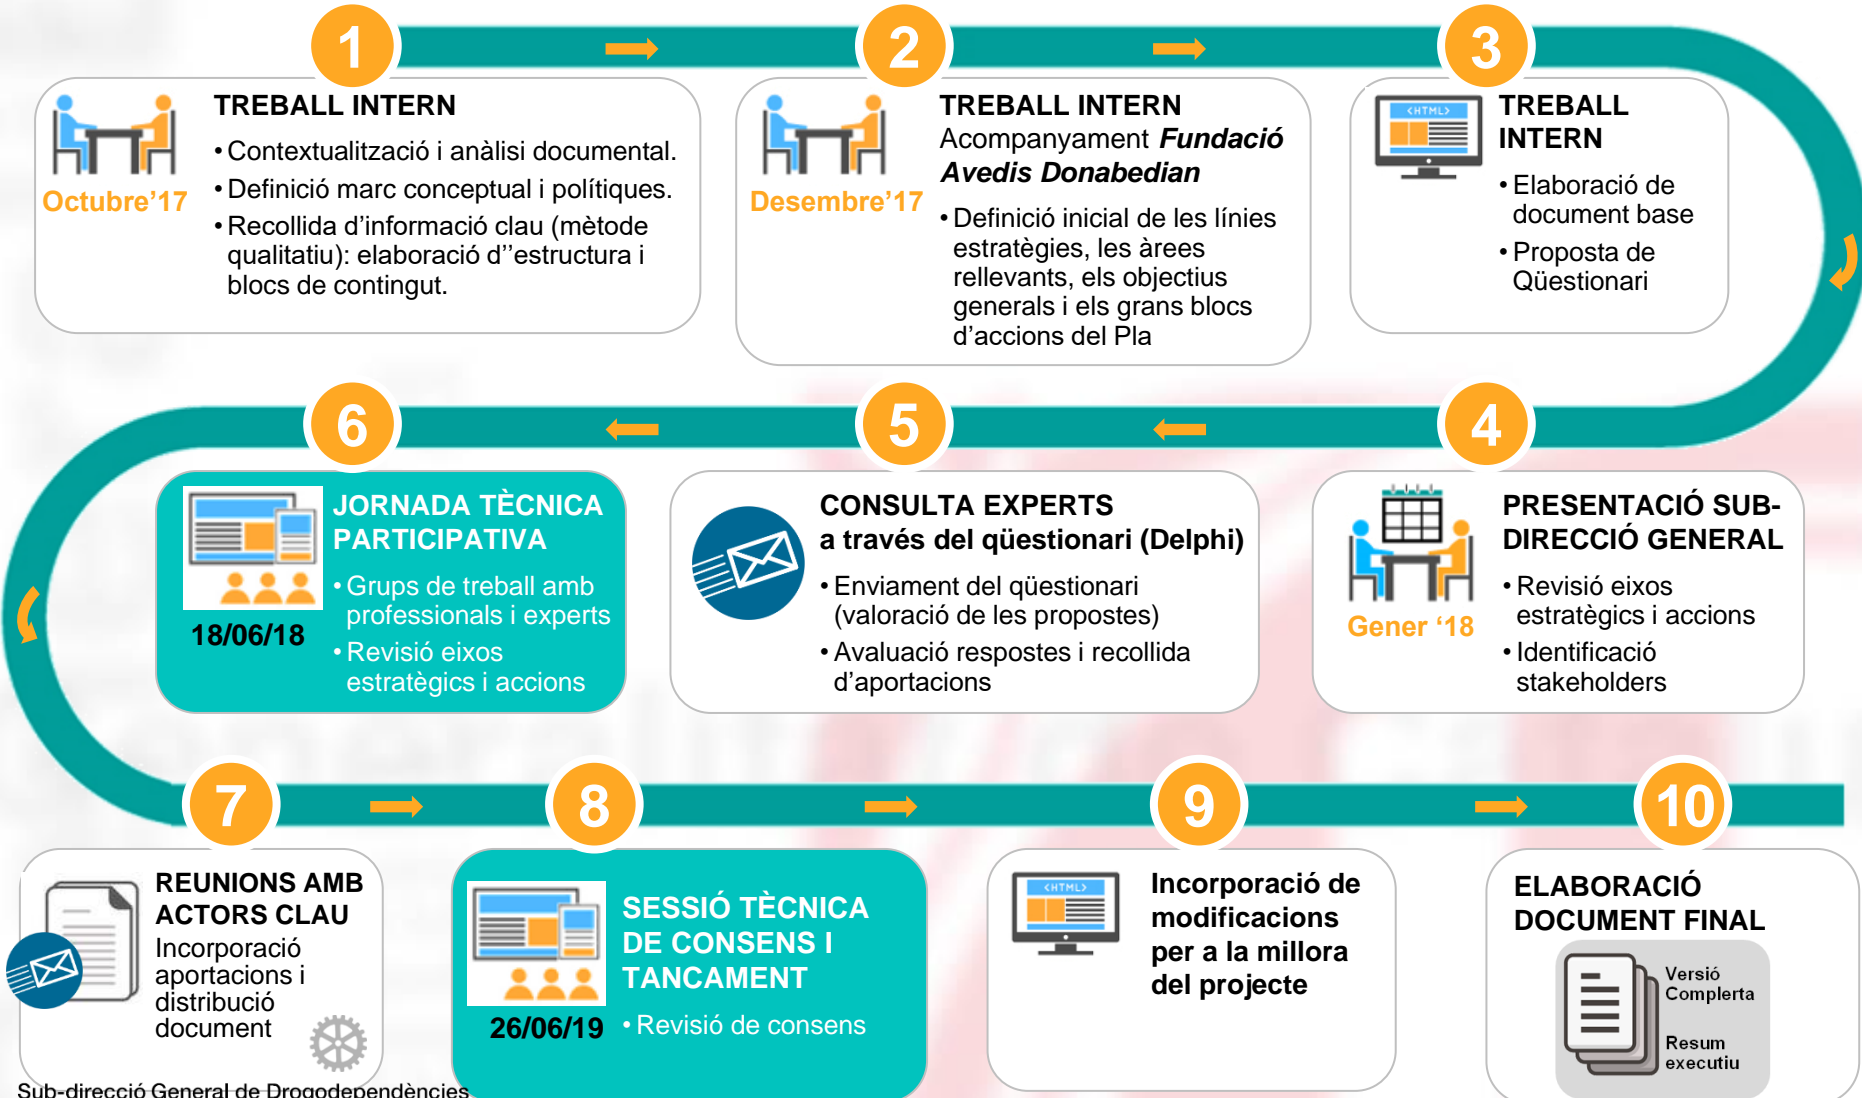 1
TREBALL INTERN
• Contextualització i anàlisi documental.
• Definició marc conceptual i polítiques.
• Recollida d'informació clau (mètode
qualitatiu): elaboració d''estructura i
blocs de contingut.
Octubre'17
2
TREBALL INTERN
Acompanyament Fundació
Avedis Donabedian
• Definició inicial de les línies
estratègies, les àrees
rellevants, els objectius
generals i els grans blocs
d'accions del Pla
Desembre'17
3
<HTML>
TREBALL
INTERN
• Elaboració de
document base
• Proposta de
Qüestionari
4
PRESENTACIÓ SUB-
DIRECCIÓ GENERAL
• Revisió eixos
estratègics i accions
• Identificació
stakeholders
Gener '18
5
CONSULTA EXPERTS
a través del qüestionari (Delphi)
• Enviament del qüestionari
(valoració de les propostes)
• Avaluació respostes i recollida
d'aportacions
6
JORNADA TÈCNICA
PARTICIPATIVA
• Grups de treball amb
professionals i experts
• Revisió eixos
estratègics i accions
18/06/18
7
REUNIONS AMB
ACTORS CLAU
Incorporació
aportacions i
distribució
document
8
SESSIÓ TÈCNICA
DE CONSENS I
TANCAMENT
• Revisió de consens
26/06/19
9
<HTML>
Incorporació de
modificacions
per a la millora
del projecte
10
ELABORACIÓ
DOCUMENT FINAL
Versió
Complerta
Resum
executiu
Sub-direcció General de Drogodependències